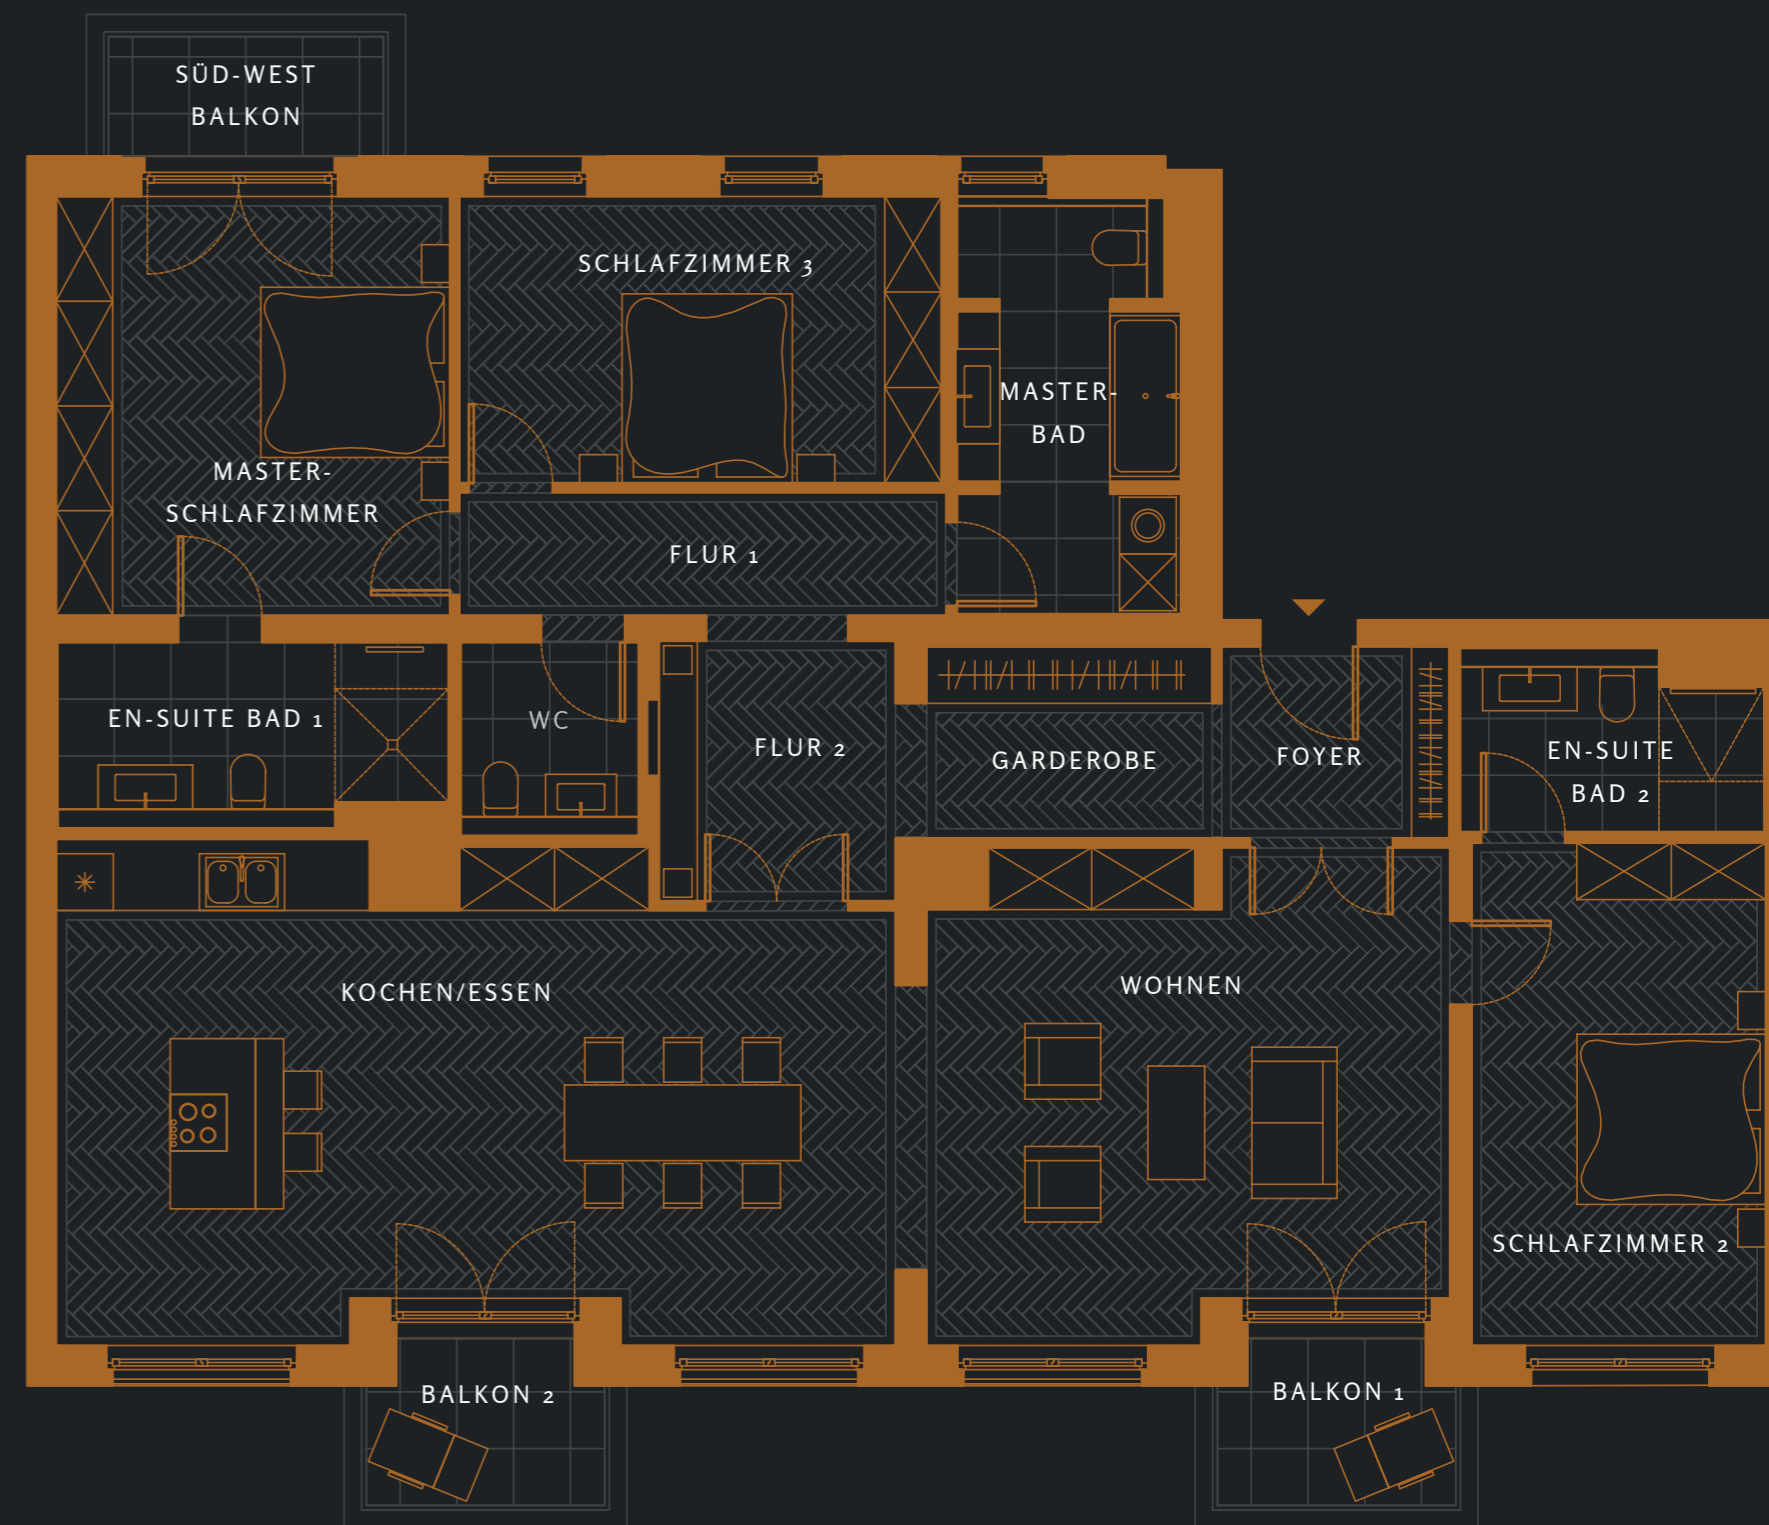 SÜD-WEST
BALKON
SCHLAFZIMMER 3
MASTER-
BAD
MASTER-
SCHLAFZIMMER
FLUR 1
EN-SUITE BAD 1
WC
FLUR 2
GARDEROBE
FOYER
EN-SUITE
BAD 2
KOCHEN/ESSEN
WOHNEN
SCHLAFZIMMER 2
BALKON 2
BALKON 1